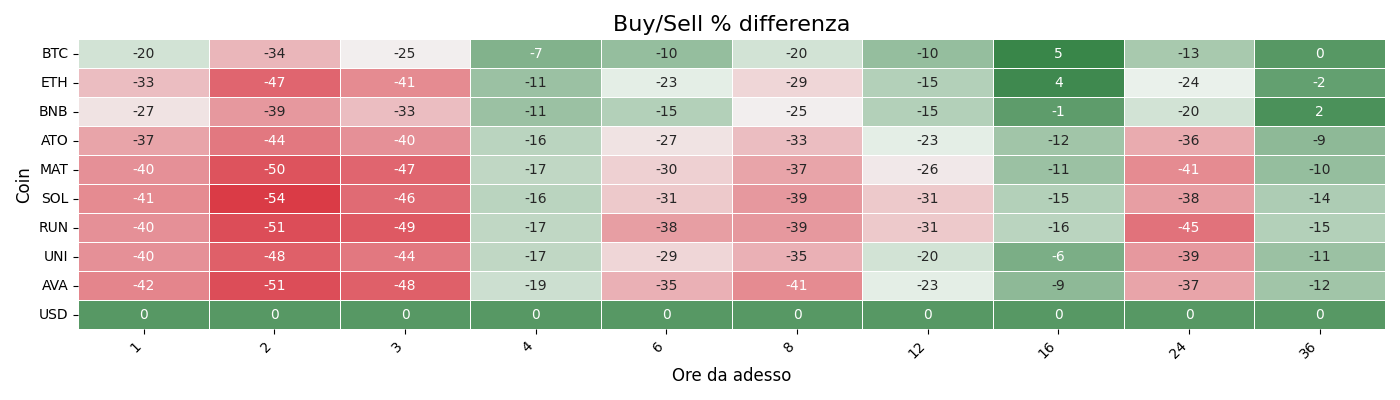 Buy/Sell % differenza
Coin
BTC -20 -34 -25 -7 -10 -20 -10 5 -13 0
ETH -33 -47 -41 -11 -23 -29 -15 4 -24 -2
BNB -27 -39 -33 -11 -15 -25 -15 -1 -20 2
ATO -37 -44 -40 -16 -27 -33 -23 -12 -36 -9
MAT -40 -50 -47 -17 -30 -37 -26 -11 -41 -10
SOL -41 -54 -46 -16 -31 -39 -31 -15 -38 -14
RUN -40 -51 -49 -17 -38 -39 -31 -16 -45 -15
UNI -40 -48 -44 -17 -29 -35 -20 -6 -39 -11
AVA -42 -51 -48 -19 -35 -41 -23 -9 -37 -12
USD 0 0 0 0 0 0 0 0 0 0
1 2 3 4 6 8 12 16 24 36
Ore da adesso